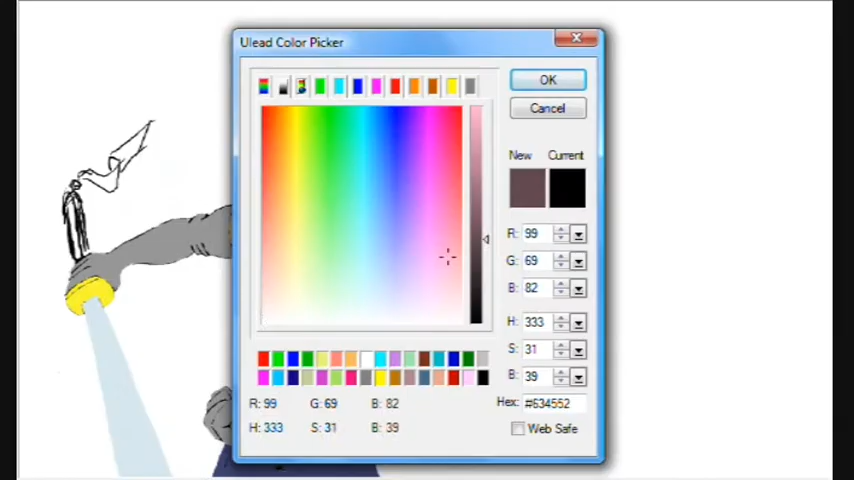 Ulead Color Picker
OK
Cancel
New Current
R: 99
G: 69
B: 82
H: 333
S: 31
B: 39
Hex: #634552
Web Safe
R: 99 G: 69 B: 82
H: 333 S: 31 B: 39